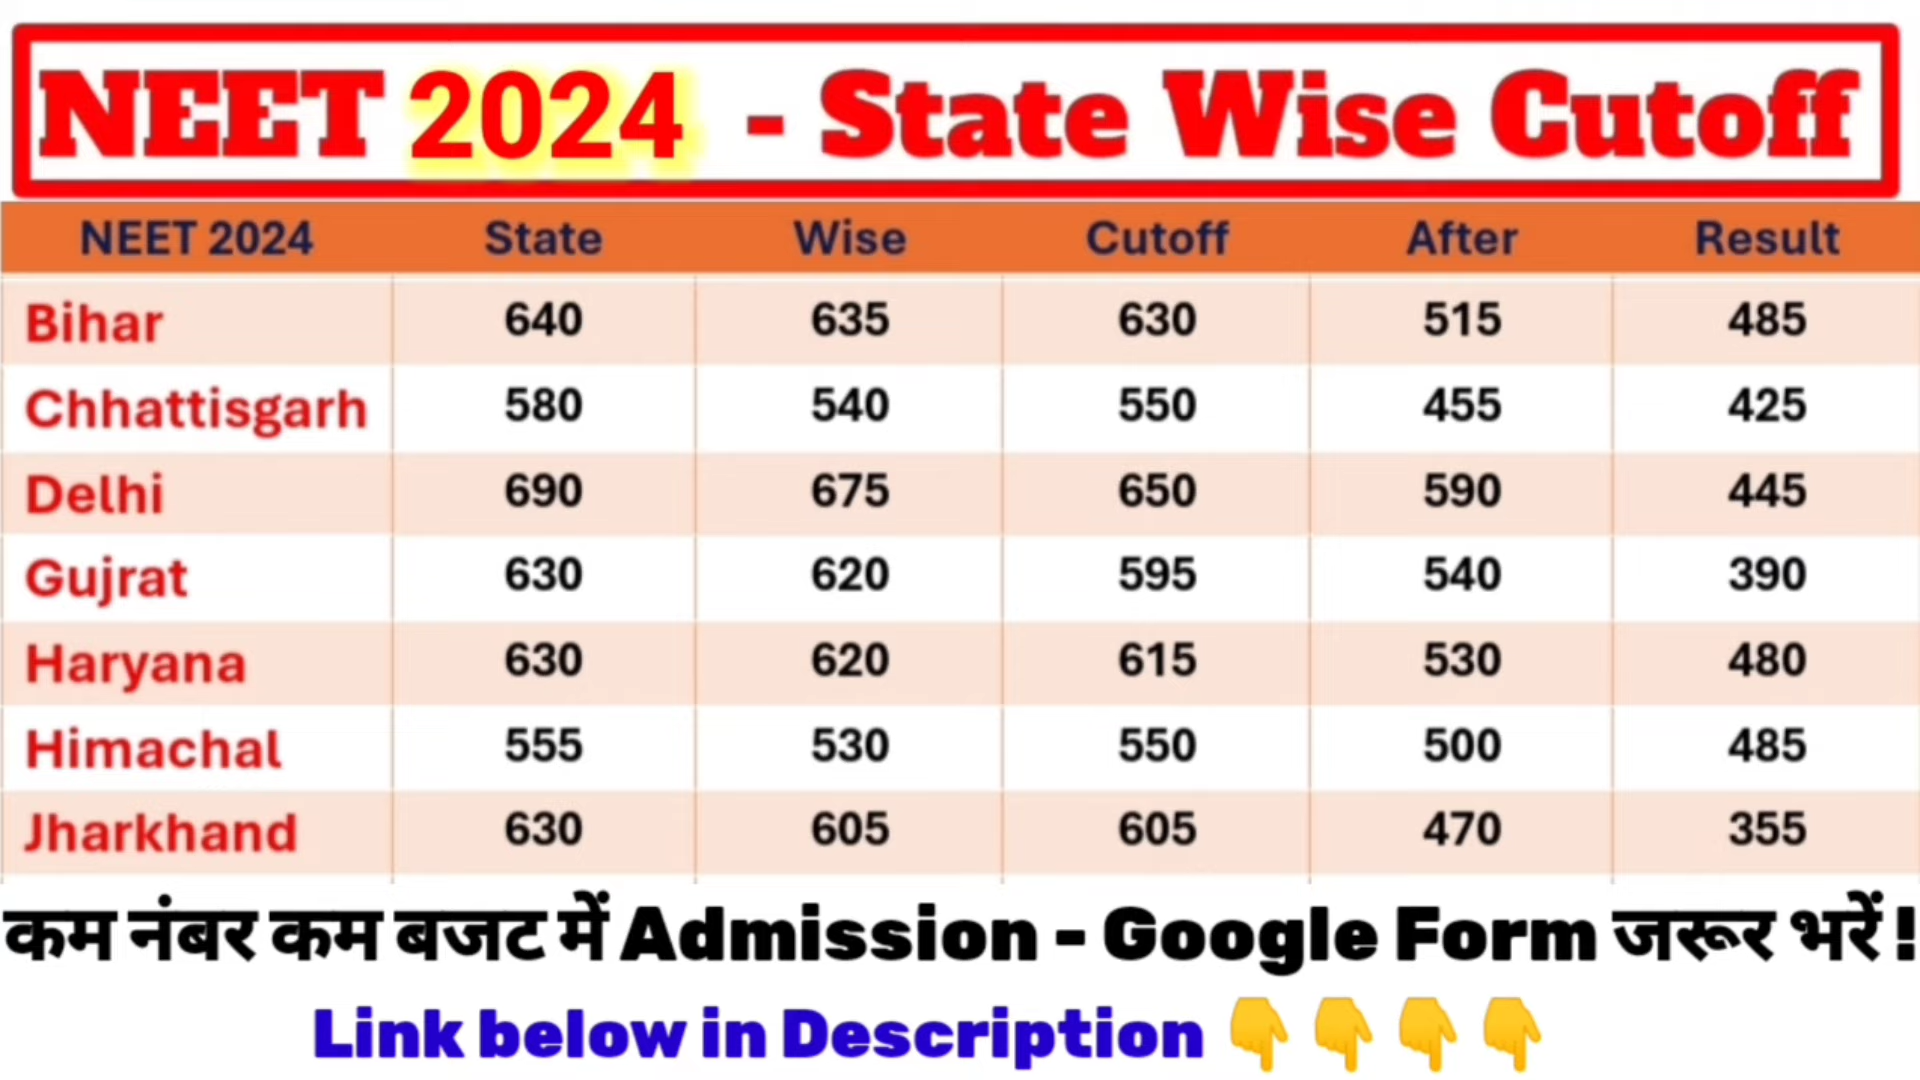 NEET 2024 - State Wise Cutoff
NEET 2024 State Wise Cutoff After Result
Bihar 640 635 630 515 485
Chhattisgarh 580 540 550 455 425
Delhi 690 675 650 590 445
Gujrat 630 620 595 540 390
Haryana 630 620 615 530 480
Himachal 555 530 550 500 485
Jharkhand 630 605 605 470 355
कम नंबर कम बजट में Admission - Google Form जरूर भरें !
Link below in Description 👇👇👇👇